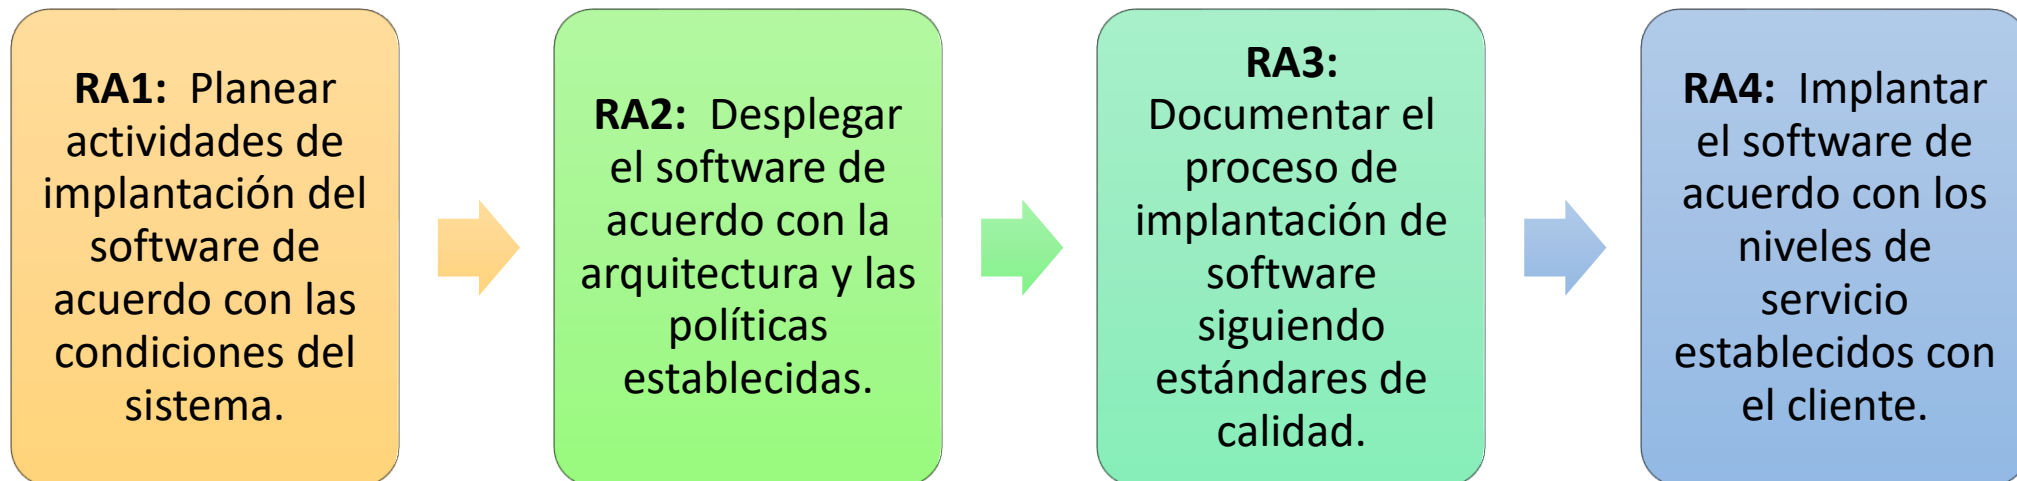 RA1: Planear
actividades de
implantación del
software de
acuerdo con las
condiciones del
sistema.
RA2: Desplegar
el software de
acuerdo con la
arquitectura y las
políticas
establecidas.
RA3:
Documentar el
proceso de
implantación de
software
siguiendo
estándares de
calidad.
RA4: Implantar
el software de
acuerdo con los
niveles de
servicio
establecidos con
el cliente.